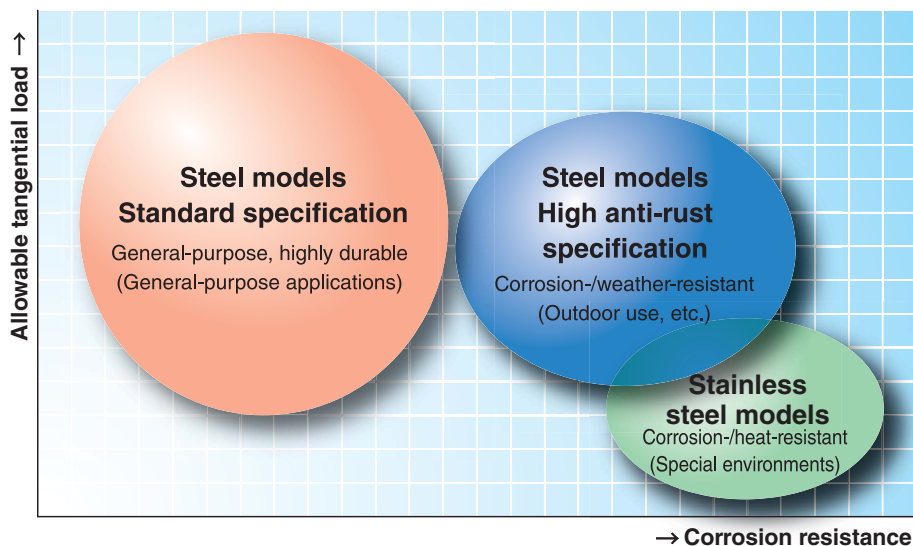 Allowable tangential load →
Steel models
Standard specification
General-purpose, highly durable
(General-purpose applications)
Steel models
High anti-rust
specification
Corrosion-/weather-resistant
(Outdoor use, etc.)
Stainless
steel models
Corrosion-/heat-resistant
(Special environments)
→ Corrosion resistance